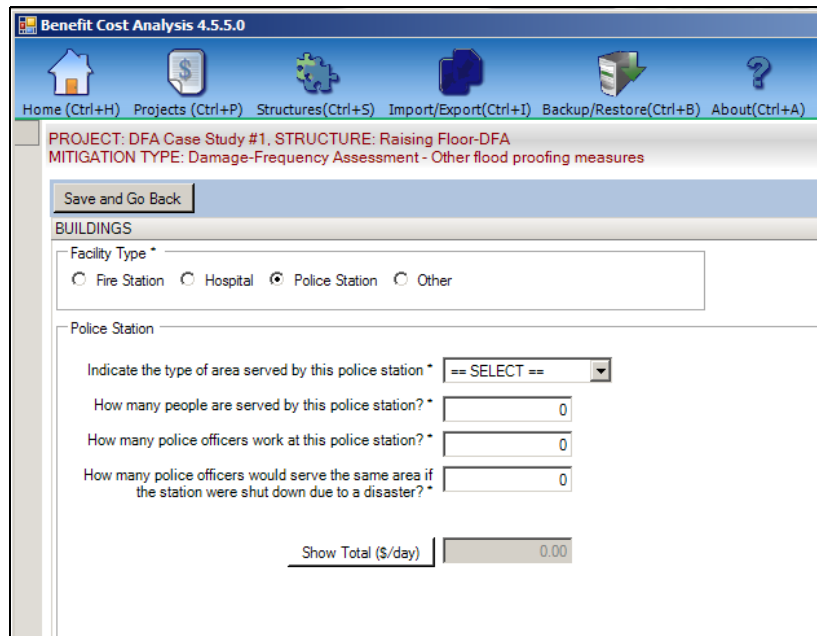 Benefit Cost Analysis 4.5.5.0
Home (Ctrl+H) Projects (Ctrl+P) Structures(Ctrl+S) Import/Export(Ctrl+I) Backup/Restore(Ctrl+B) About(Ctrl+A)
PROJECT: DFA Case Study #1, STRUCTURE: Raising Floor-DFA
MITIGATION TYPE: Damage-Frequency Assessment - Other flood proofing measures
Save and Go Back
BUILDINGS
Facility Type *
Fire Station Hospital Police Station Other
Police Station
Indicate the type of area served by this police station * == SELECT ==
How many people are served by this police station? * 0
How many police officers work at this police station? * 0
How many police officers would serve the same area if
the station were shut down due to a disaster? * 0
Show Total ($/day) 0.00